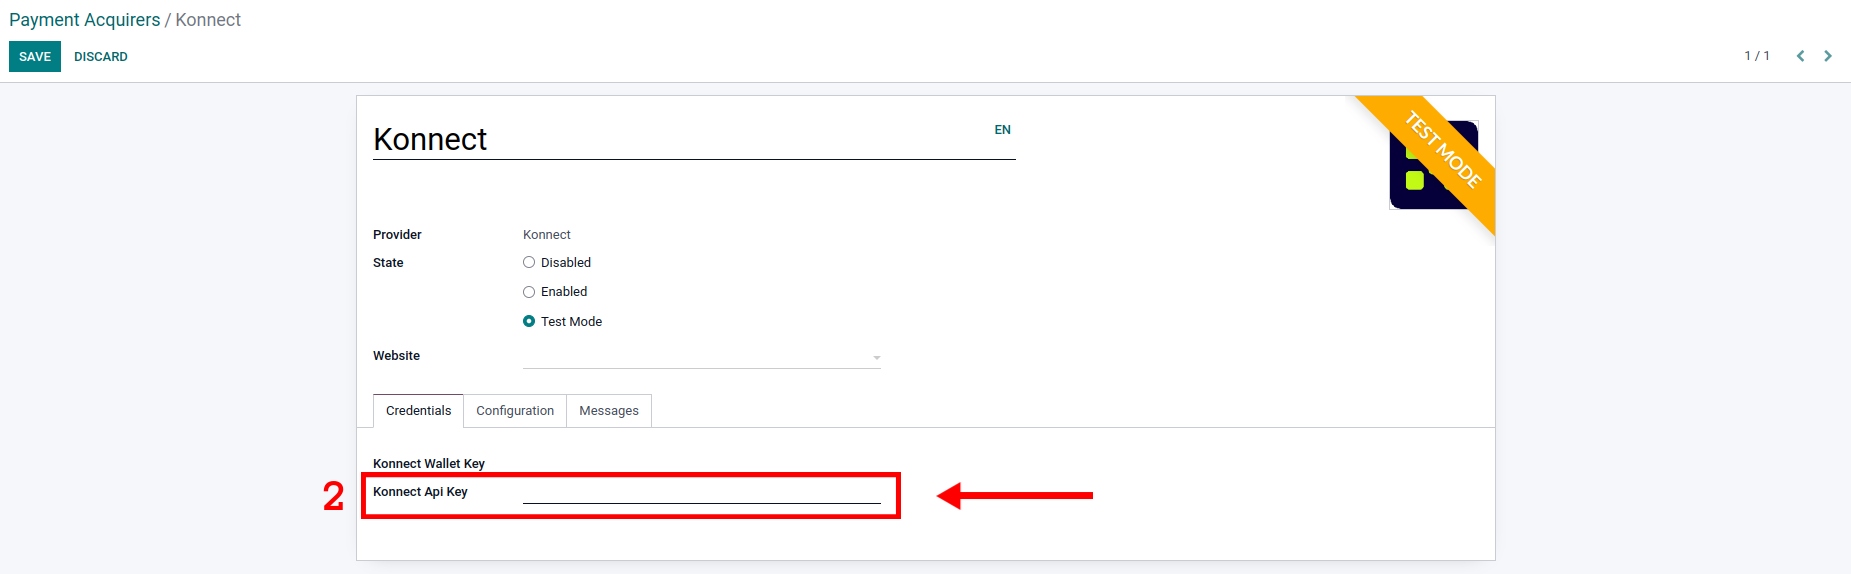 Payment Acquirers / Konnect
SAVE DISCARD
1 / 1
Konnect
EN
TEST MODE
Provider Konnect
State Disabled
Enabled
Test Mode
Website
Credentials Configuration Messages
Konnect Wallet Key
2 Konnect Api Key